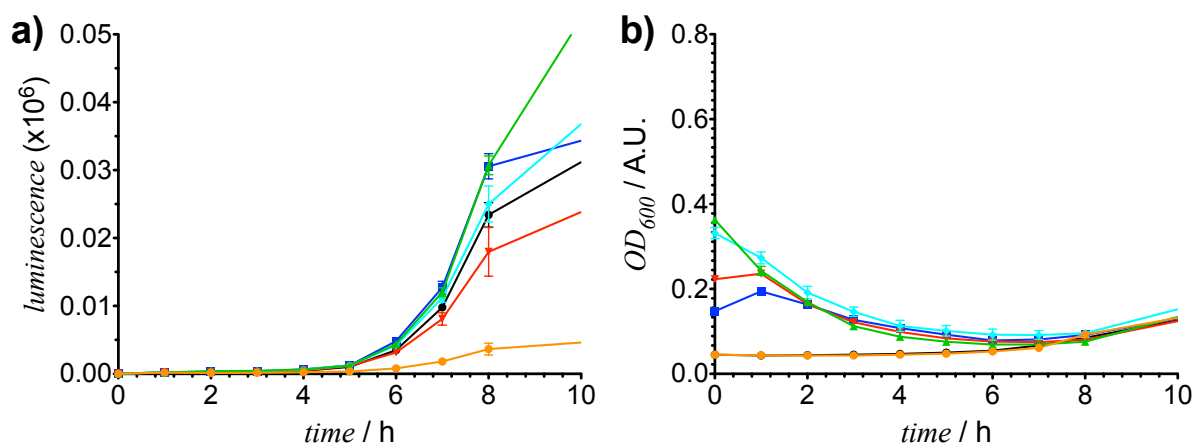 a)
luminescence (x10⁶)
0.05
0.04
0.03
0.02
0.01
0.00
0 2 4 6 8 10
time / h
b)
OD₆₀₀ / A.U.
0.8
0.6
0.4
0.2
0.0
0 2 4 6 8 10
time / h